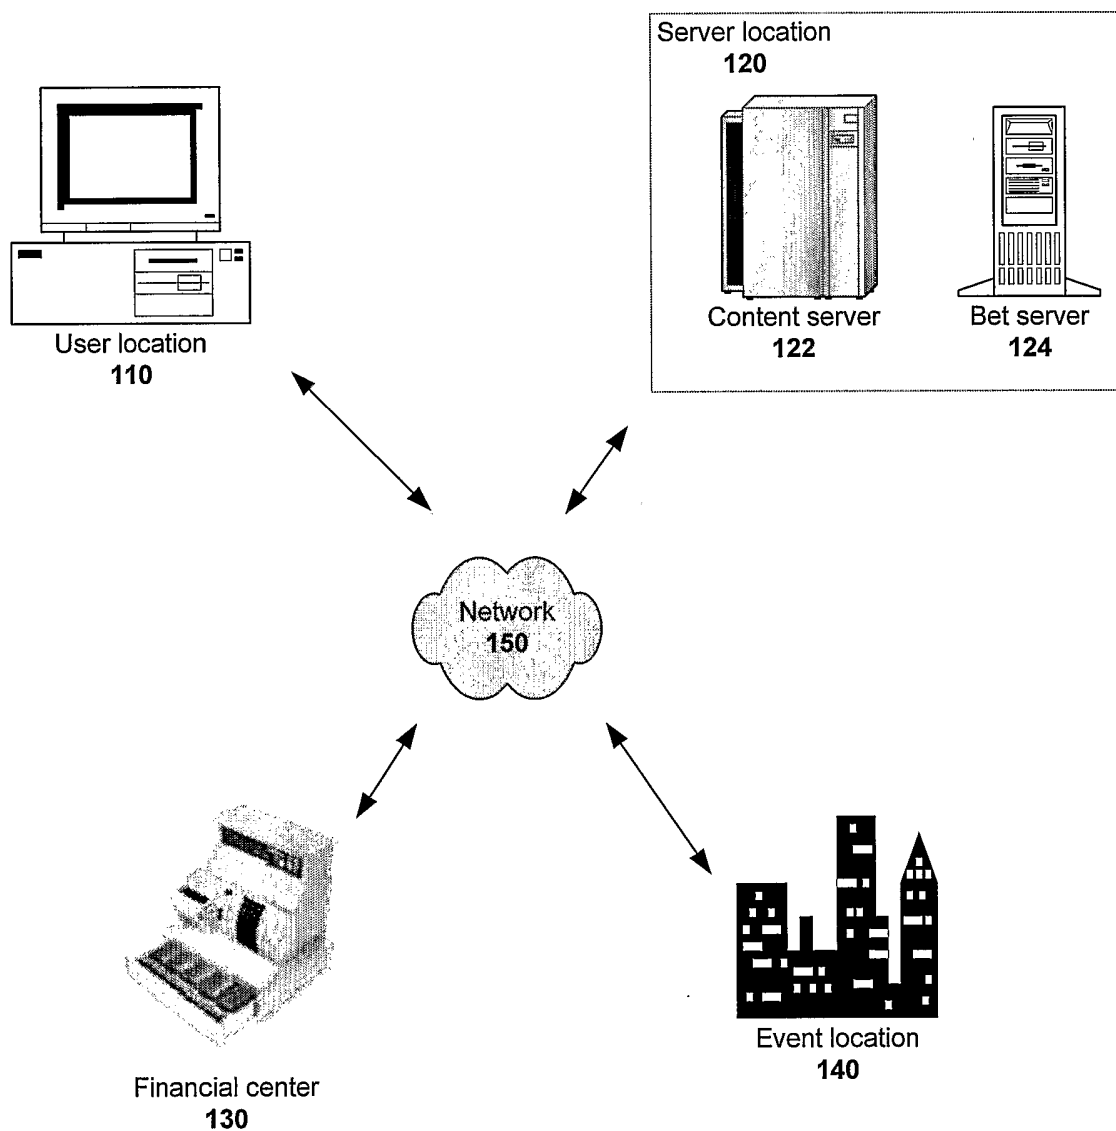 Server location
120
Content server
122
Bet server
124
User location
110
Network
150
Event location
140
Financial center
130